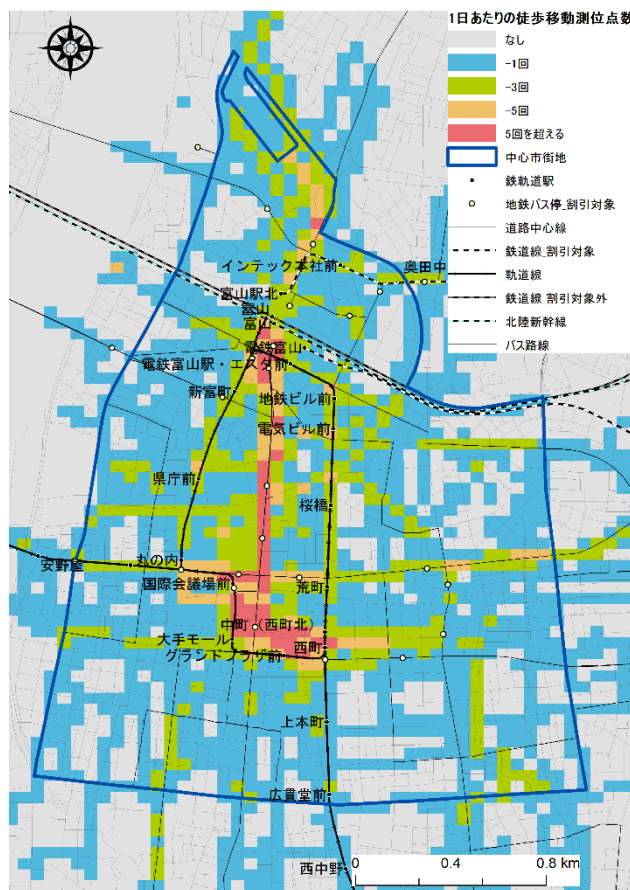 1日あたりの徒歩移動測位点数
なし
-1回
-3回
-5回
5回を超える
中心市街地
鉄軌道駅
地鉄バス停_割引対象
道路中心線
鉄道線_割引対象
軌道線
鉄道線_割引対象外
北陸新幹線
バス路線
インテック本社前
奥田中
富山駅北
富山
富山
電鉄富山
電鉄富山駅・エスタ前
新富町
地鉄ビル前
電気ビル前
県庁前
桜橋
安野屋
丸の内
国際会議場前
荒町
中町（西町北）
大手モール
西町
グランドプラザ前
上本町
広貫堂前
西中野
0 0.4 0.8 km